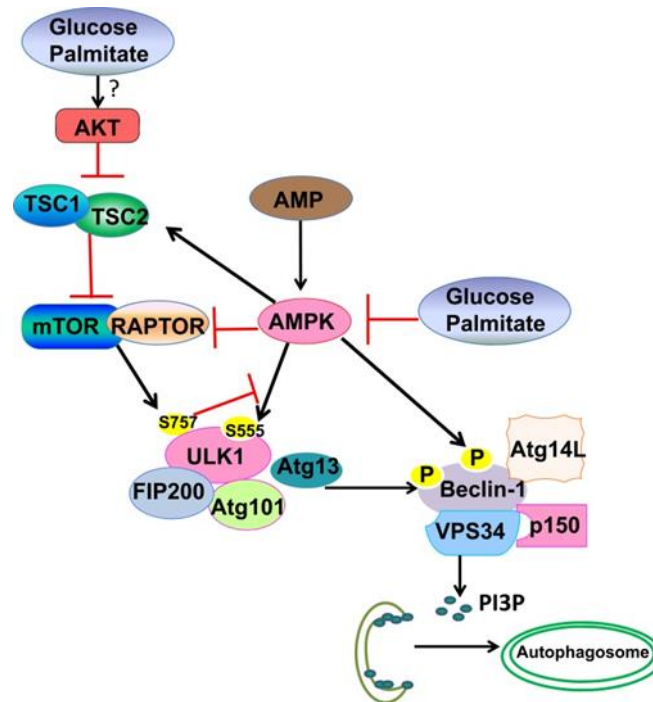 Glucose
Palmitate
?
AKT
TSC1
TSC2
AMP
mTOR
RAPTOR
AMPK
Glucose
Palmitate
S757
S555
ULK1
FIP200
Atg101
Atg13
P
P
Beclin-1
Atg14L
VPS34
p150
PI3P
Autophagosome